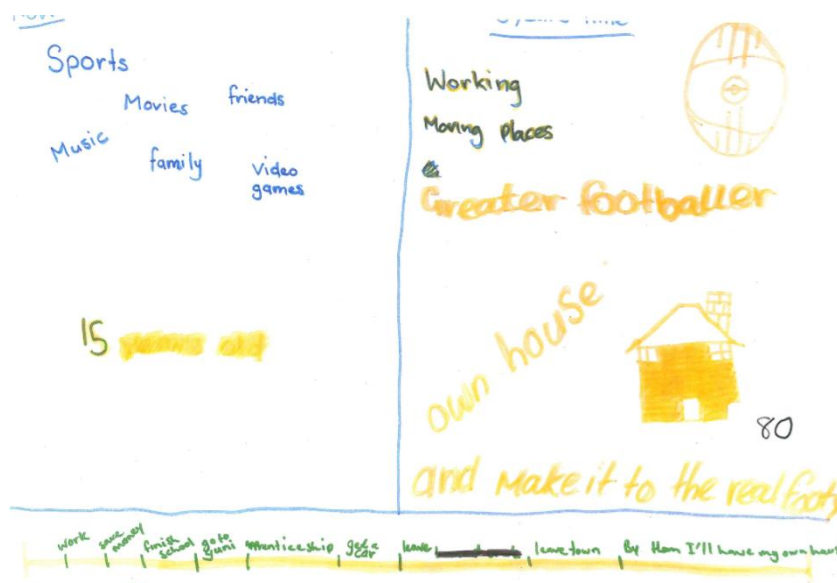 Now
Sports
Movies friends
Music
family video
games
15 years old
Working
Moving places
Greater footballer
own house
80
and make it to the real footy
work
save money
finish school
go to uni
apprenticeship
get a car
leave
leave town
By then I'll have my own